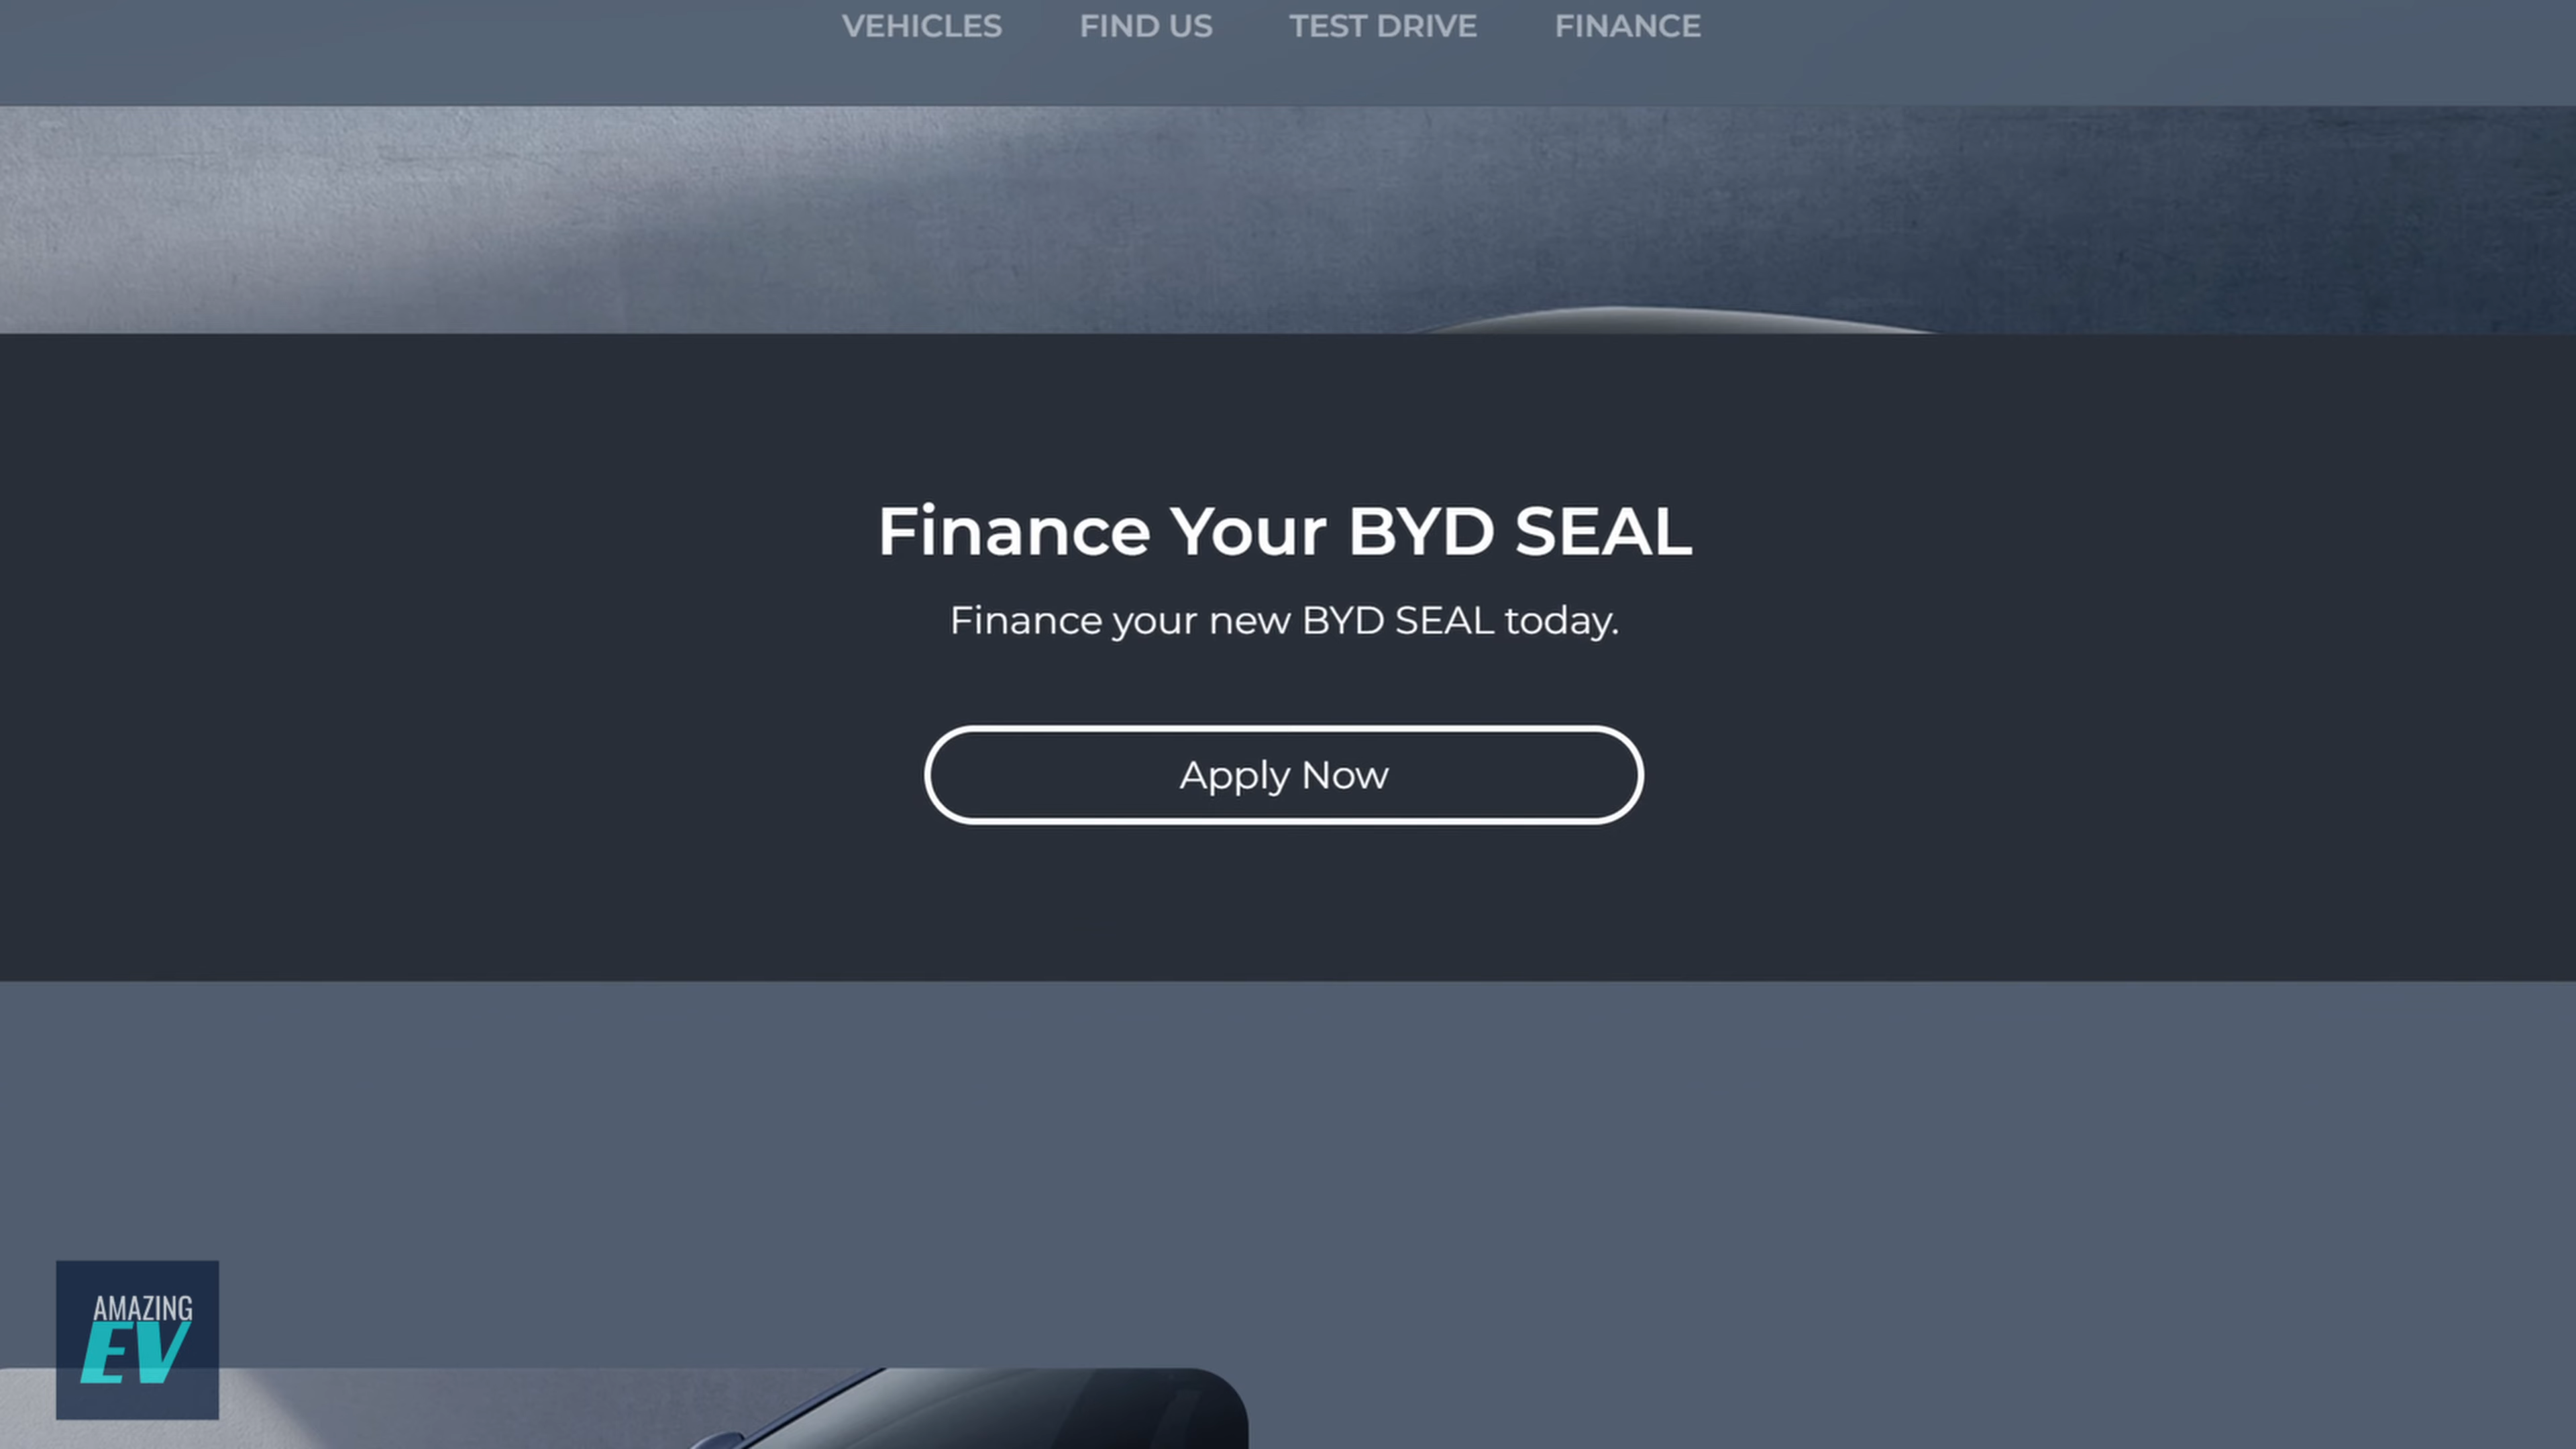 VEHICLES FIND US TEST DRIVE FINANCE
Finance Your BYD SEAL
Finance your new BYD SEAL today.
Apply Now
AMAZING
EV